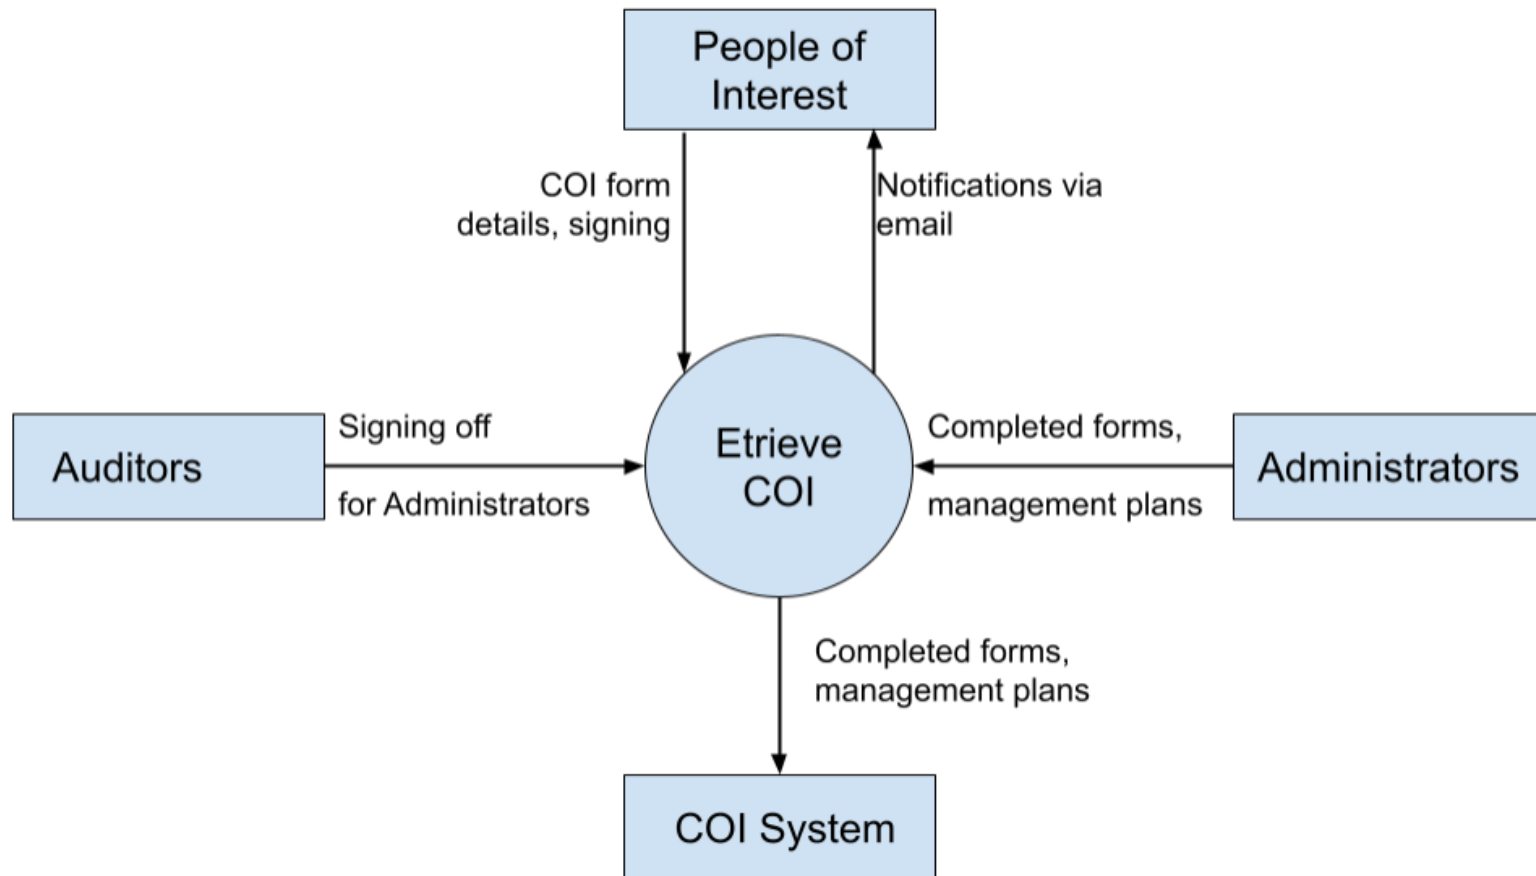 People of
Interest
COI form
details, signing
Notifications via
email
Auditors
Signing off
for Administrators
Etrieve
COI
Completed forms,
management plans
Administrators
Completed forms,
management plans
COI System